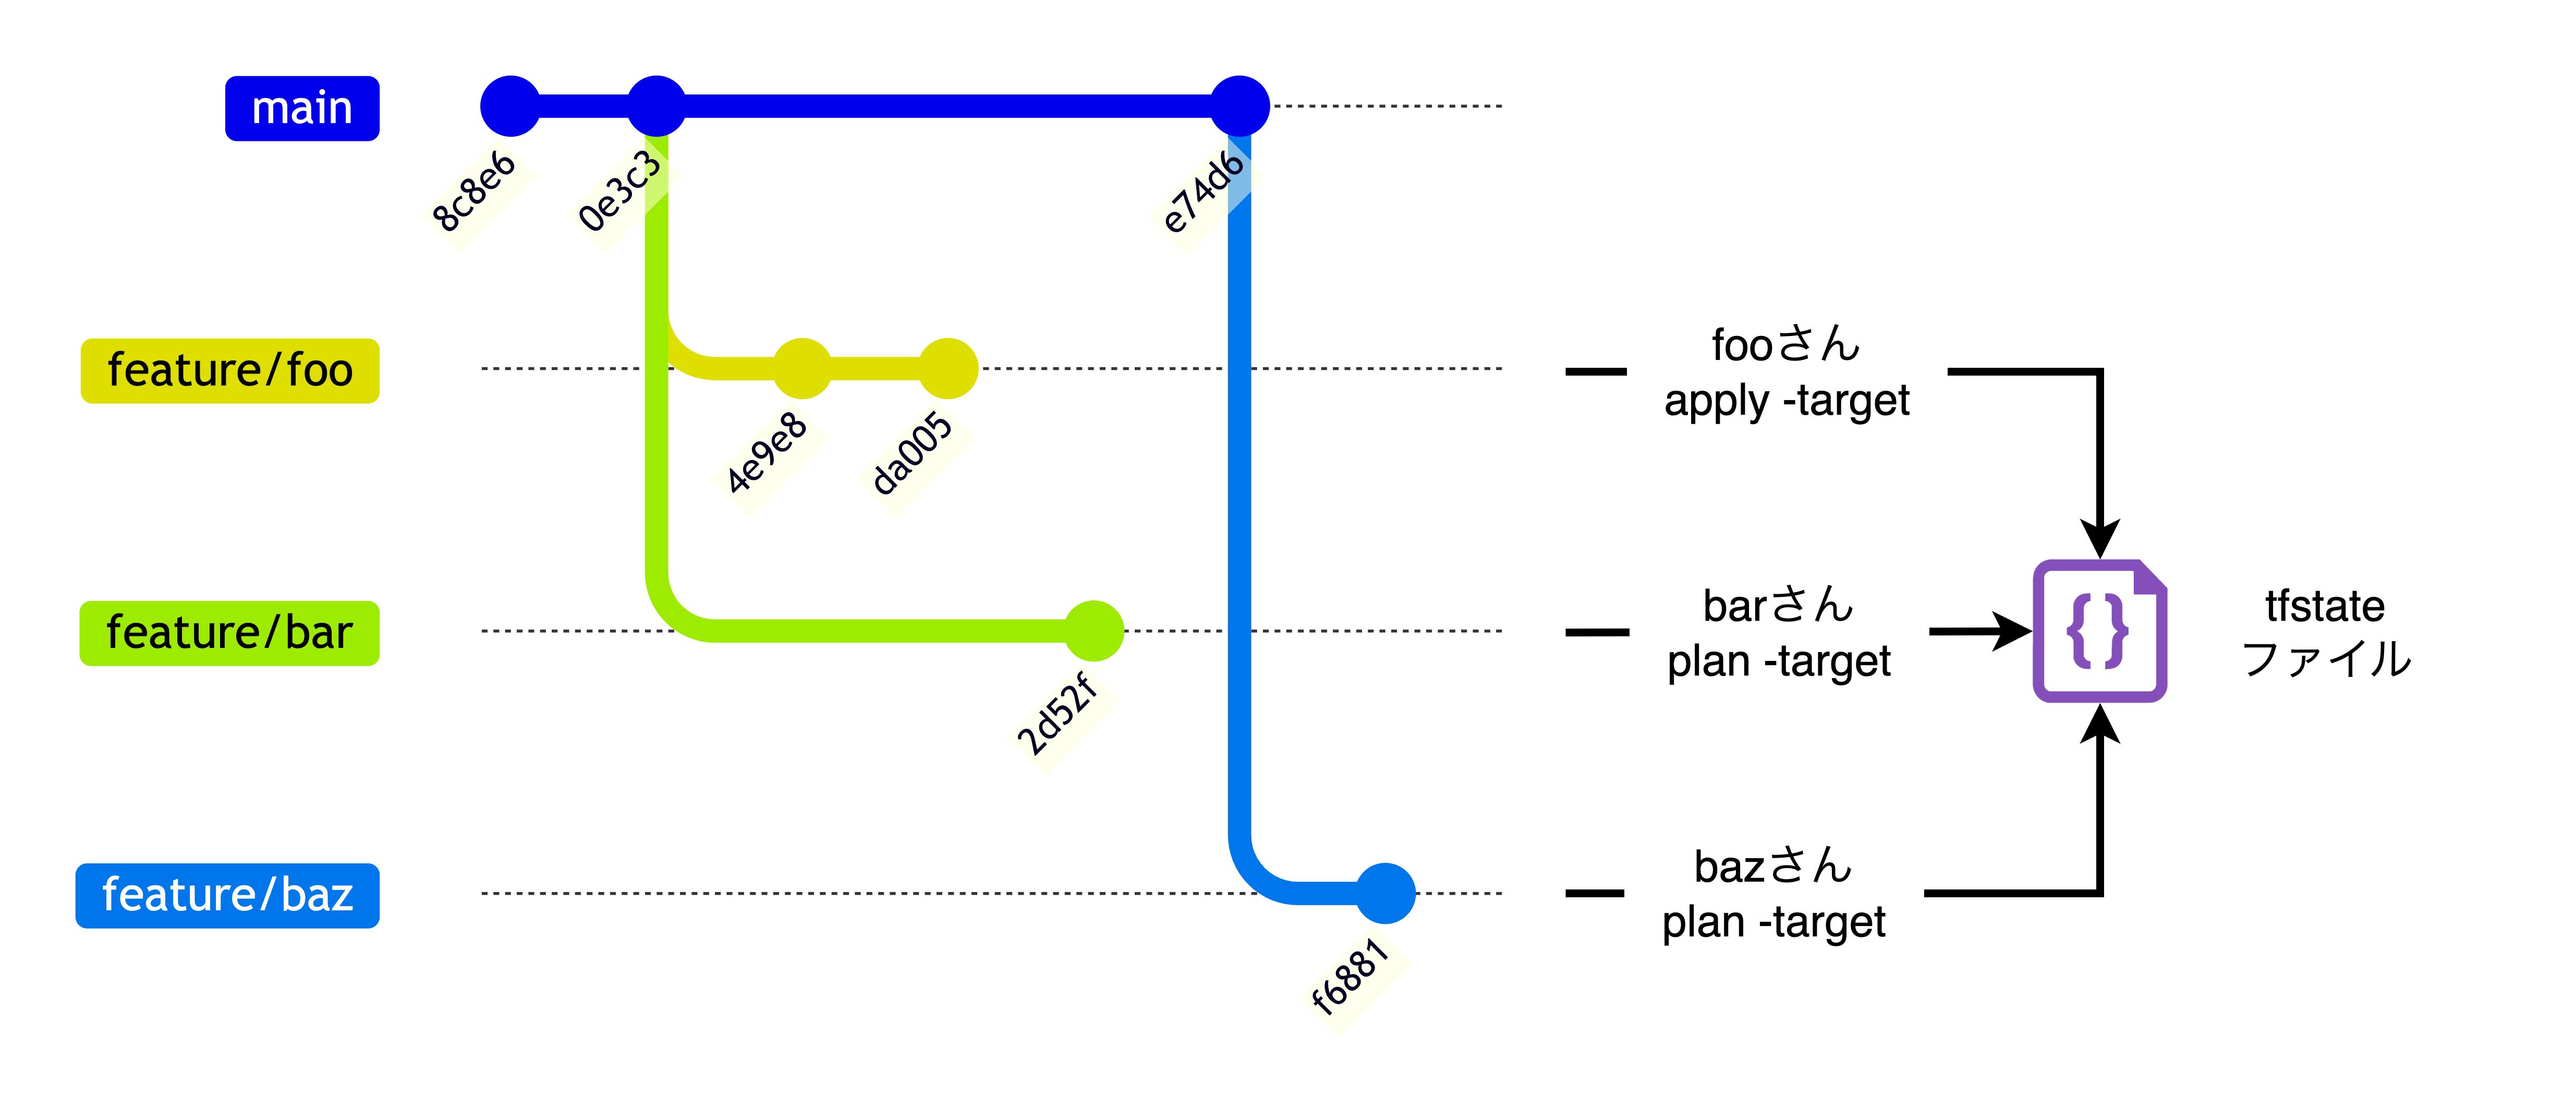 main
8c8e6
0e3c3
e74d6
feature/foo
4e9e8
da005
fooさん
apply -target
feature/bar
2d52f
barさん
plan -target
tfstate
ファイル
feature/baz
f6881
bazさん
plan -target